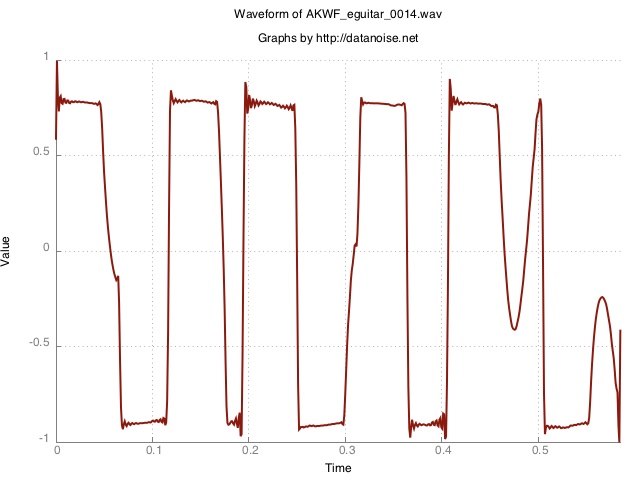 Waveform of AKWF_eguitar_0014.wav
Graphs by http://datanoise.net
1
0.5
0
-0.5
-1
Value
0
0.1
0.2
0.3
0.4
0.5
Time